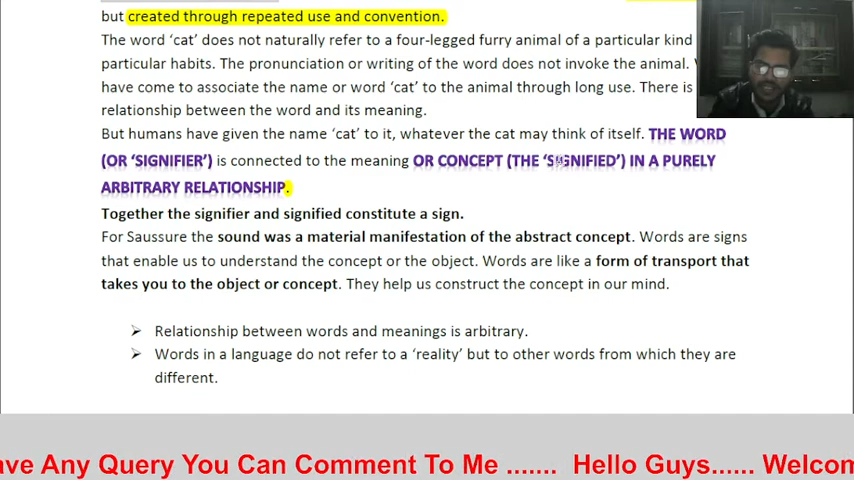 but created through repeated use and convention.
The word ‘cat’ does not naturally refer to a four-legged furry animal of a particular kind
particular habits. The pronunciation or writing of the word does not invoke the animal.
have come to associate the name or word ‘cat’ to the animal through long use. There is
relationship between the word and its meaning.
But humans have given the name ‘cat’ to it, whatever the cat may think of itself. THE WORD
(OR ‘SIGNIFIER’) is connected to the meaning OR CONCEPT (THE ‘SIGNIFIED’) IN A PURELY
ARBITRARY RELATIONSHIP.
Together the signifier and signified constitute a sign.
For Saussure the sound was a material manifestation of the abstract concept. Words are signs
that enable us to understand the concept or the object. Words are like a form of transport that
takes you to the object or concept. They help us construct the concept in our mind.
➢ Relationship between words and meanings is arbitrary.
➢ Words in a language do not refer to a ‘reality’ but to other words from which they are
different.
ave Any Query You Can Comment To Me ....... Hello Guys...... Welcom